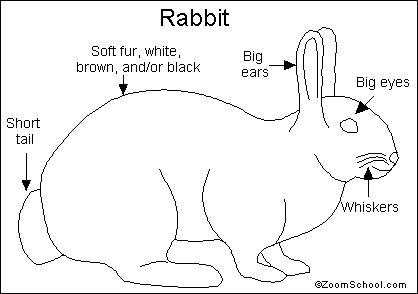 Rabbit
Soft fur, white,
brown, and/or black
Big
ears
Big eyes
Short
tail
Whiskers
©ZoomSchool.com